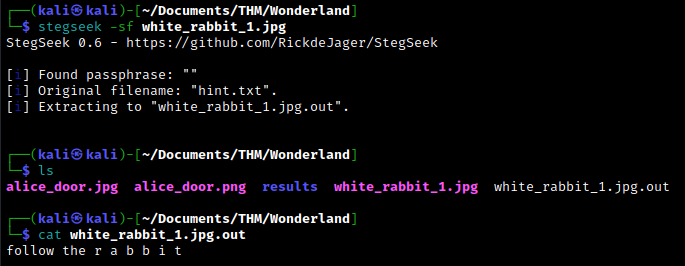 ┌──(kali㉿kali)-[~/Documents/THM/Wonderland]
└─$ stegseek -sf white_rabbit_1.jpg
StegSeek 0.6 - https://github.com/RickdeJager/StegSeek
[i] Found passphrase: ""
[i] Original filename: "hint.txt".
[i] Extracting to "white_rabbit_1.jpg.out".
┌──(kali㉿kali)-[~/Documents/THM/Wonderland]
└─$ ls
alice_door.jpg  alice_door.png  results  white_rabbit_1.jpg  white_rabbit_1.jpg.out
┌──(kali㉿kali)-[~/Documents/THM/Wonderland]
└─$ cat white_rabbit_1.jpg.out
follow the r a b b i t